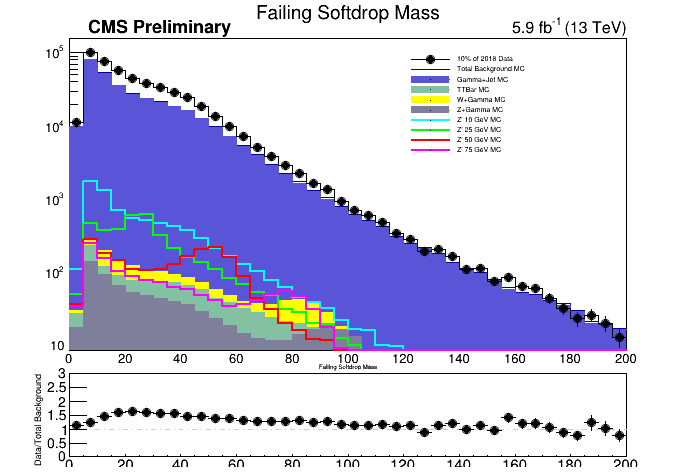 Failing Softdrop Mass
CMS Preliminary
5.9 fb⁻¹ (13 TeV)
10% of 2018 Data
Total Background MC
Gamma+Jet MC
TTBar MC
W+Gamma MC
Z+Gamma MC
Z' 10 GeV MC
Z' 25 GeV MC
Z' 50 GeV MC
Z' 75 GeV MC
10⁵
10⁴
10³
10²
10
0 20 40 60 80 100 120 140 160 180 200
Failing Softdrop Mass
Data/Total Background
3
2.5
2
1.5
1
0.5
0
0 20 40 60 80 100 120 140 160 180 200